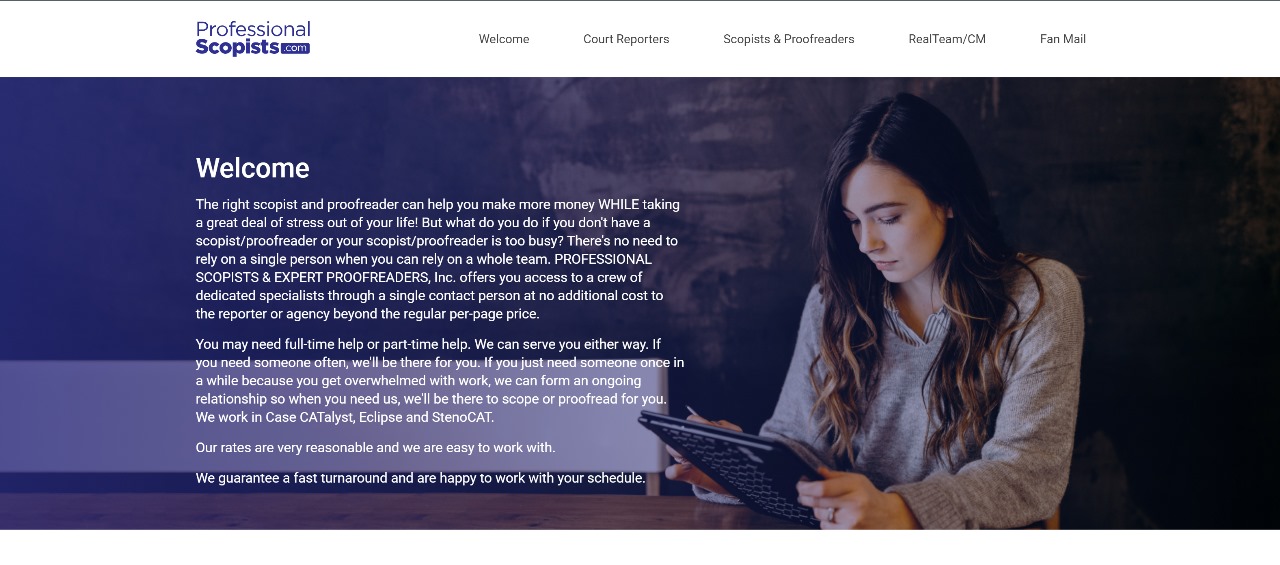 Professional
Scopists.com
Welcome
Court Reporters
Scopists & Proofreaders
RealTeam/CM
Fan Mail
Welcome
The right scopist and proofreader can help you make more money WHILE taking
a great deal of stress out of your life! But what do you do if you don't have a
scopist/proofreader or your scopist/proofreader is too busy? There's no need to
rely on a single person when you can rely on a whole team. PROFESSIONAL
SCOPISTS & EXPERT PROOFREADERS, Inc. offers you access to a crew of
dedicated specialists through a single contact person at no additional cost to
the reporter or agency beyond the regular per-page price.
You may need full-time help or part-time help. We can serve you either way. If
you need someone often, we'll be there for you. If you just need someone once in
a while because you get overwhelmed with work, we can form an ongoing
relationship so when you need us, we'll be there to scope or proofread for you.
We work in Case CATalyst, Eclipse and StenoCAT.
Our rates are very reasonable and we are easy to work with.
We guarantee a fast turnaround and are happy to work with your schedule.